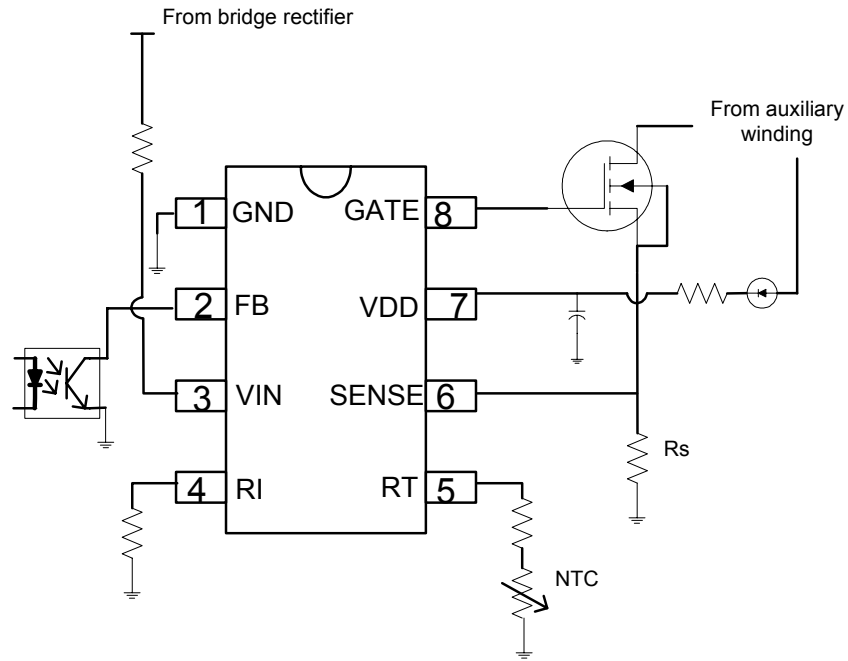 From bridge rectifier
From auxiliary
winding
1 GND GATE 8
2 FB VDD 7
3 VIN SENSE 6
Rs
4 RI RT 5
NTC